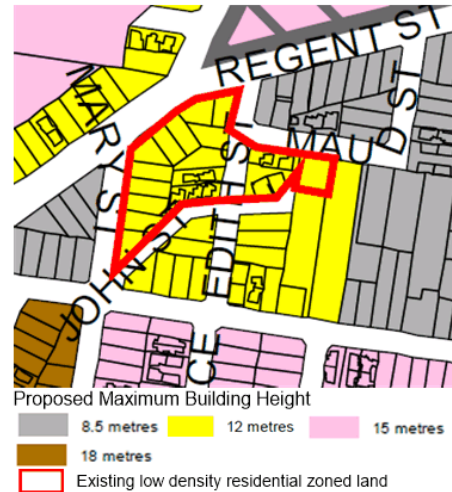 REGENT ST
MARY ST
MAUD ST
EDITH ST
JOHN ST
CE
Proposed Maximum Building Height
8.5 metres 12 metres 15 metres
18 metres
Existing low density residential zoned land